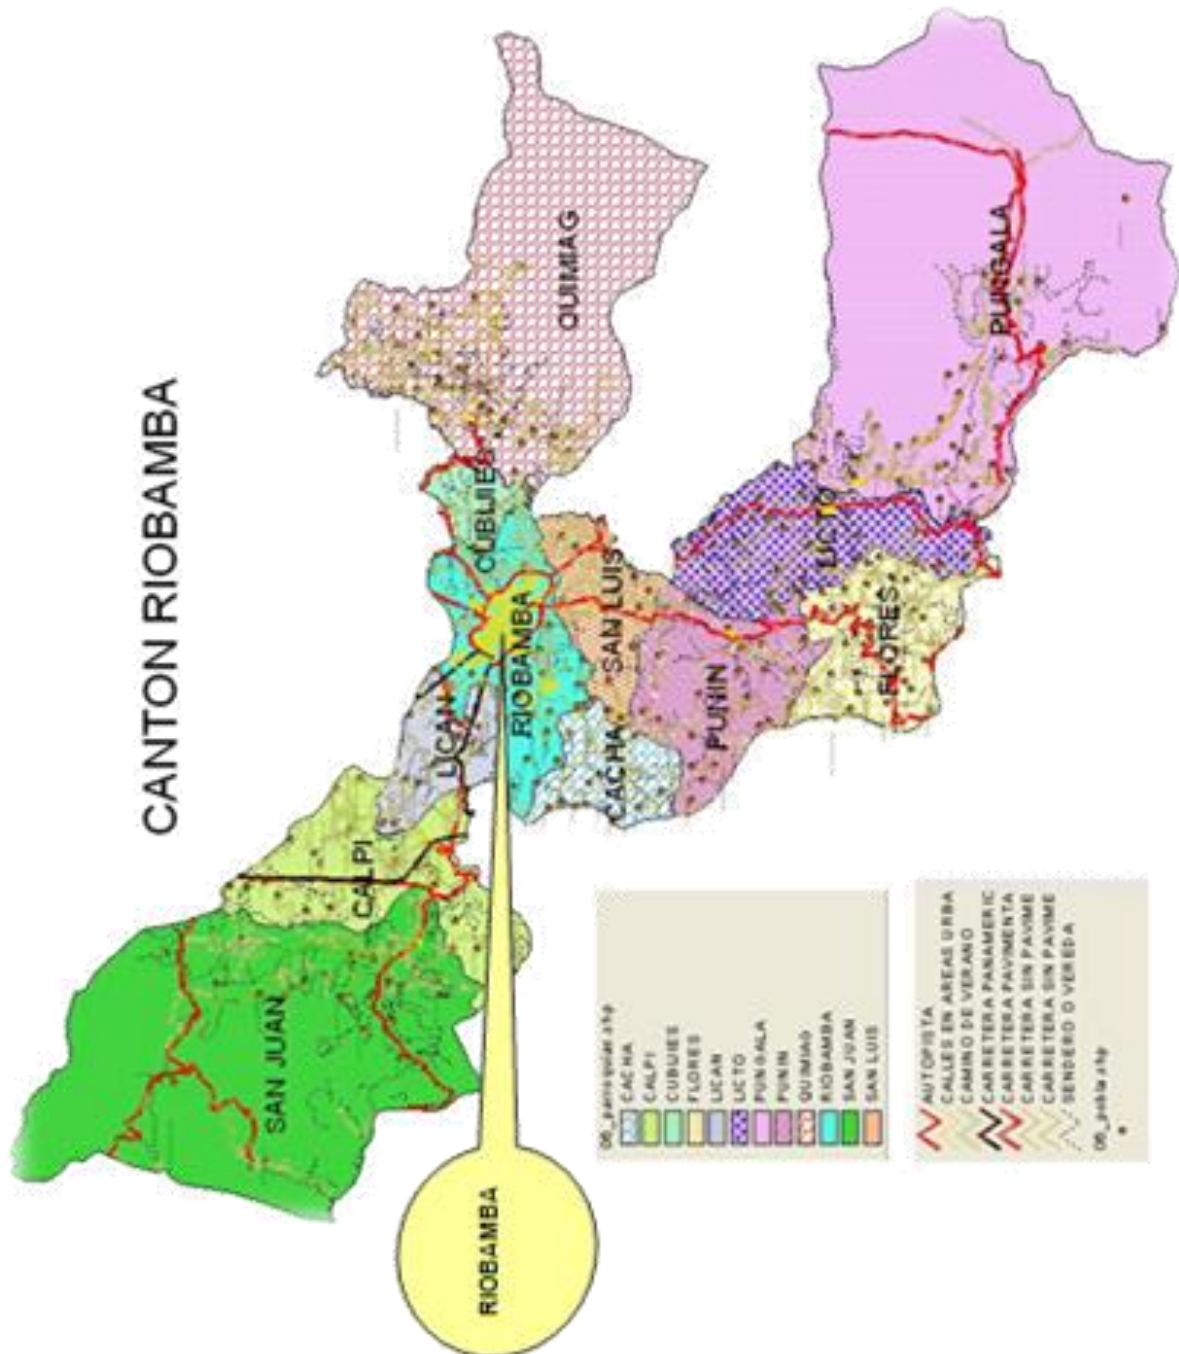 CANTON RIOBAMBA
QUIMIAG
CUBIJIES
SAN JUAN
CALPI
LICAN
RIOBAMBA
RIOBAMBA
CACHA
SAN LUIS
PUNIN
LICTO
FLORES
PUNGALA
06_parroquias.shp
CACHA
CALPI
CUBIJIES
FLORES
LICAN
LICTO
PUNGALA
PUNIN
QUIMIAG
RIOBAMBA
SAN JUAN
SAN LUIS
AUTOPISTA
CALLES EN AREAS URBA
CAMINO DE VERANO
CARRETERA PANAMERIC
CARRETERA PAVIMENTA
CARRETERA SIN PAVIME
CARRETERA SIN PAVIME
SENDERO O VEREDA
06_pobla.shp